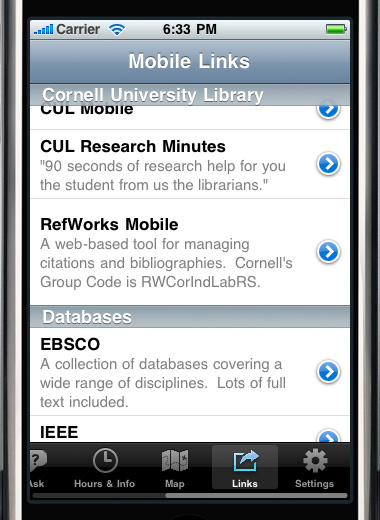 Carrier 6:33 PM
Mobile Links
Cornell University Library
CUL Mobile
CUL Research Minutes
"90 seconds of research help for you
the student from us the librarians."
RefWorks Mobile
A web-based tool for managing
citations and bibliographies. Cornell's
Group Code is RWCorIndLabRS.
Databases
EBSCO
A collection of databases covering a
wide range of disciplines. Lots of full
text included.
IEEE
Ask Hours & Info Map Links Settings